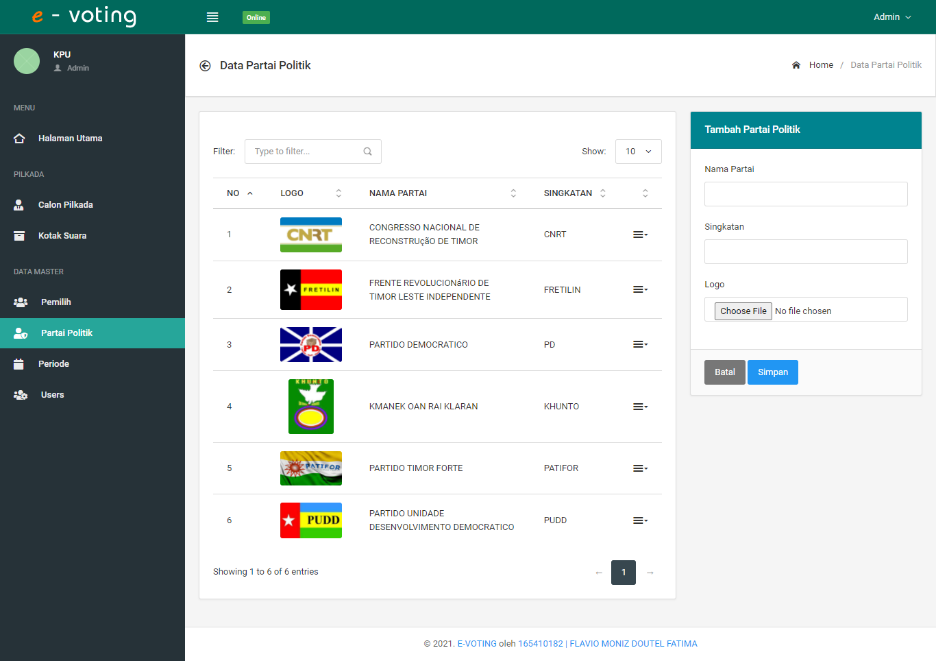 e - voting
Online
Admin
KPU
Admin
Data Partai Politik
Home / Data Partai Politik
MENU
Halaman Utama
PILKADA
Calon Pilkada
Kotak Suara
DATA MASTER
Pemilih
Partai Politik
Periode
Users
Filter: Type to filter...
Show: 10
NO LOGO NAMA PARTAI SINGKATAN
1 CNRT CONGRESSO NACIONAL DE
RECONSTRUçãO DE TIMOR CNRT
2 FRETILIN FRENTE REVOLUCIONáRIO DE
TIMOR LESTE INDEPENDENTE FRETILIN
3 PD PARTIDO DEMOCRATICO PD
4 KHUNTO KMANEK OAN RAI KLARAN KHUNTO
5 PATIFOR PARTIDO TIMOR FORTE PATIFOR
6 PUDD PARTIDO UNIDADE
DESENVOLVIMENTO DEMOCRATICO PUDD
Showing 1 to 6 of 6 entries
← 1 →
Tambah Partai Politik
Nama Partai
Singkatan
Logo
Choose File No file chosen
Batal Simpan
© 2021. E-VOTING oleh 165410182 | FLAVIO MONIZ DOUTEL FATIMA